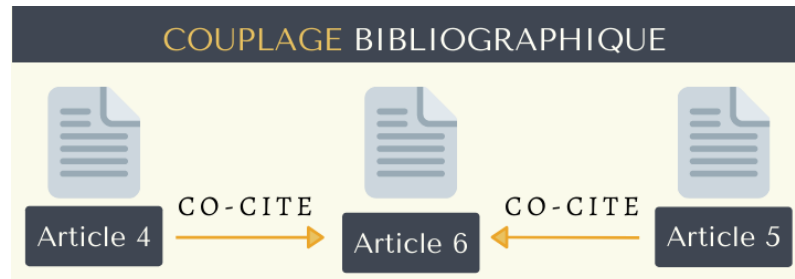 COUPLAGE BIBLIOGRAPHIQUE
CO-CITE CO-CITE
Article 4 Article 6 Article 5